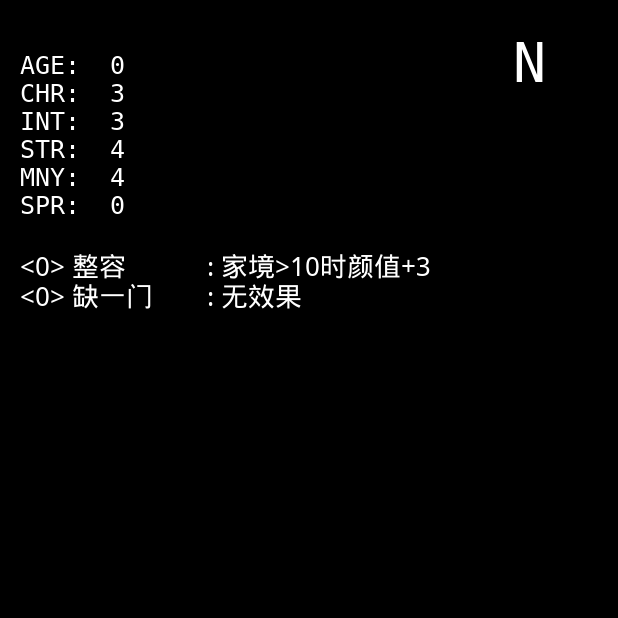 N
AGE: 0
CHR: 3
INT: 3
STR: 4
MNY: 4
SPR: 0
<0> 整容 : 家境>10时颜值+3
<0> 缺一门 : 无效果